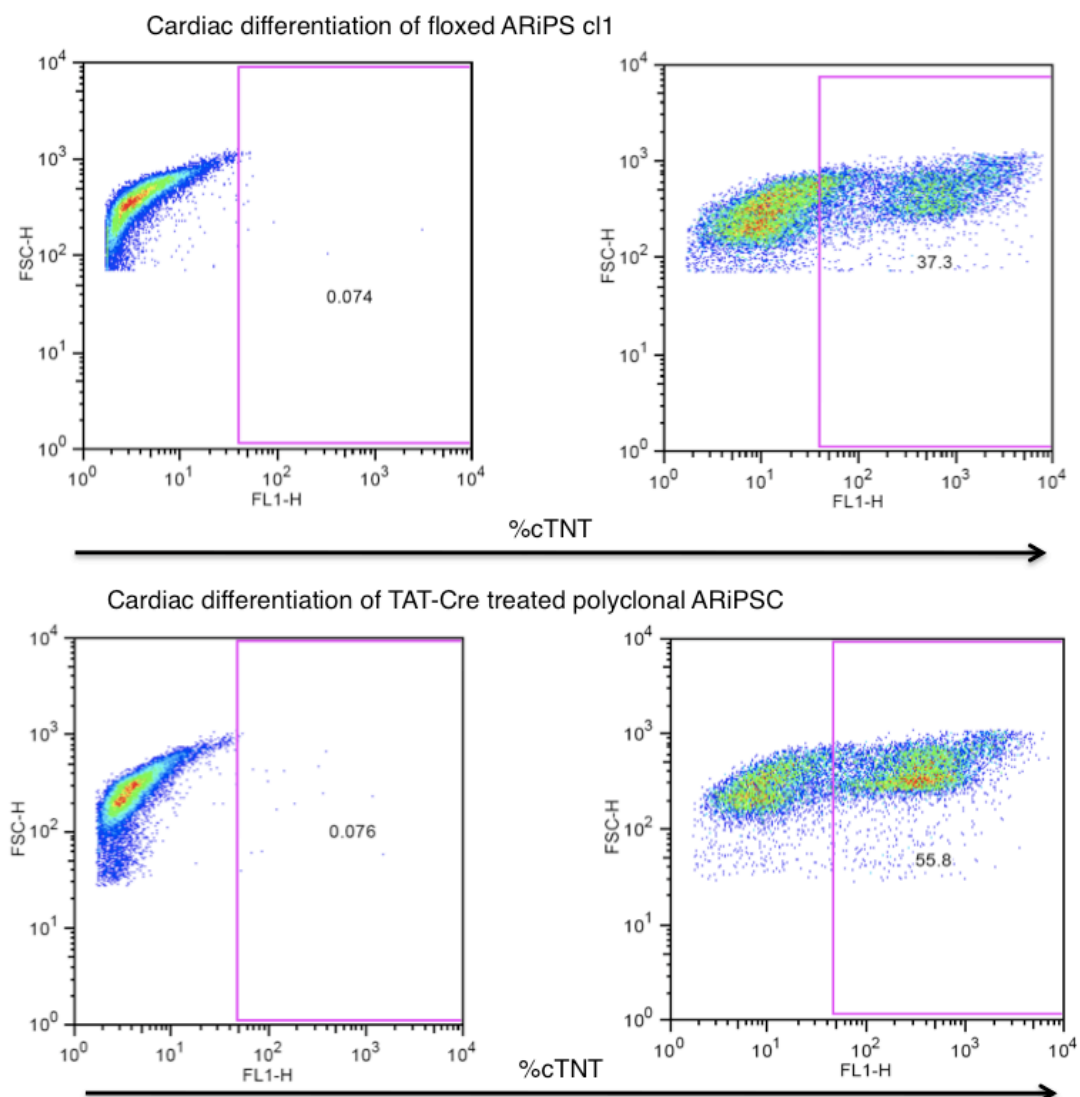 Cardiac differentiation of floxed ARiPS cl1
10^4
10^3
10^2
10^1
10^0
FSC-H
0.074
10^0 10^1 10^2 10^3 10^4
FL1-H
10^4
10^3
10^2
10^1
10^0
FSC-H
37.3
10^0 10^1 10^2 10^3 10^4
FL1-H
%cTNT
Cardiac differentiation of TAT-Cre treated polyclonal ARiPSC
10^4
10^3
10^2
10^1
10^0
FSC-H
0.076
10^0 10^1 10^2 10^3 10^4
FL1-H
10^4
10^3
10^2
10^1
10^0
FSC-H
55.8
10^0 10^1 10^2 10^3 10^4
FL1-H
%cTNT